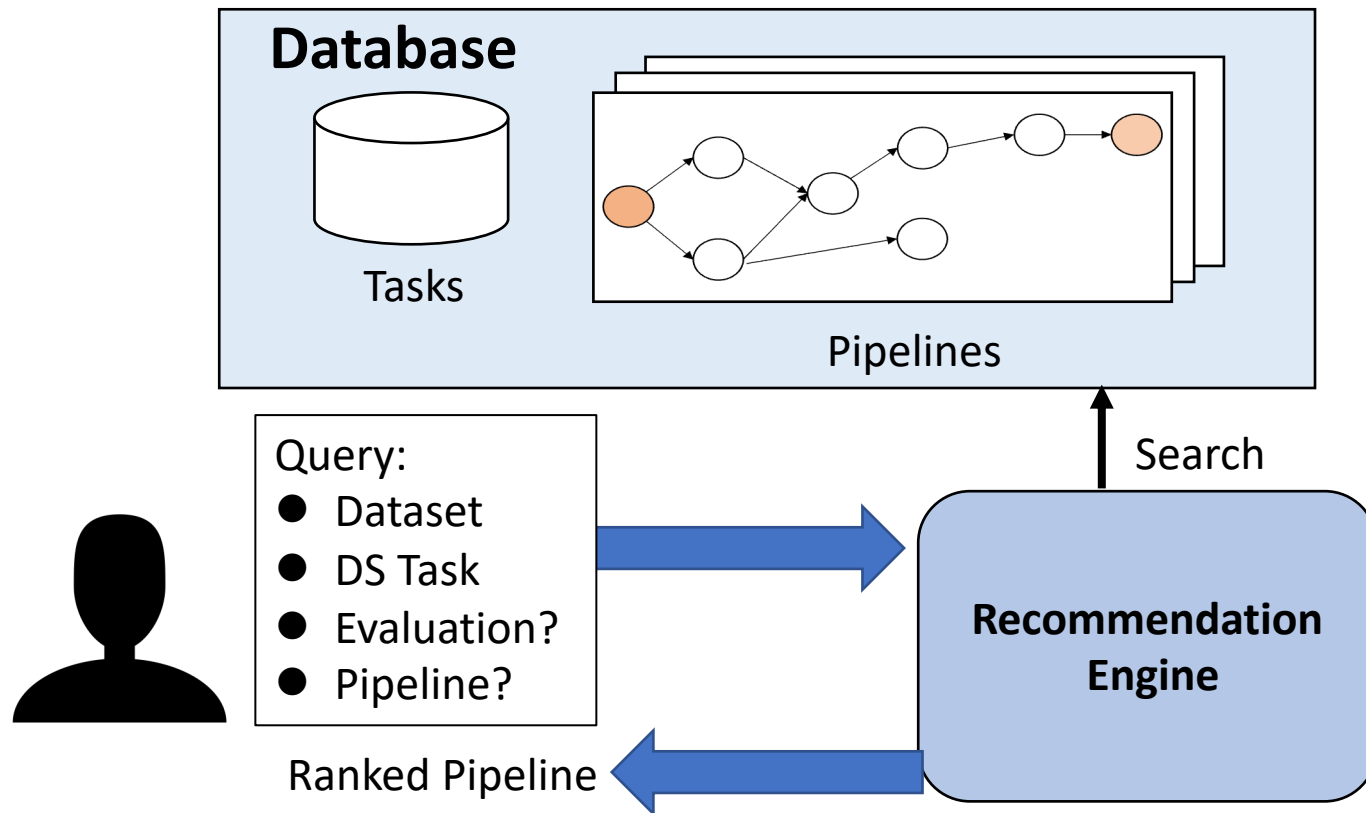 Database
Tasks
Pipelines
Query:
● Dataset
● DS Task
● Evaluation?
● Pipeline?
Search
Recommendation
Engine
Ranked Pipeline